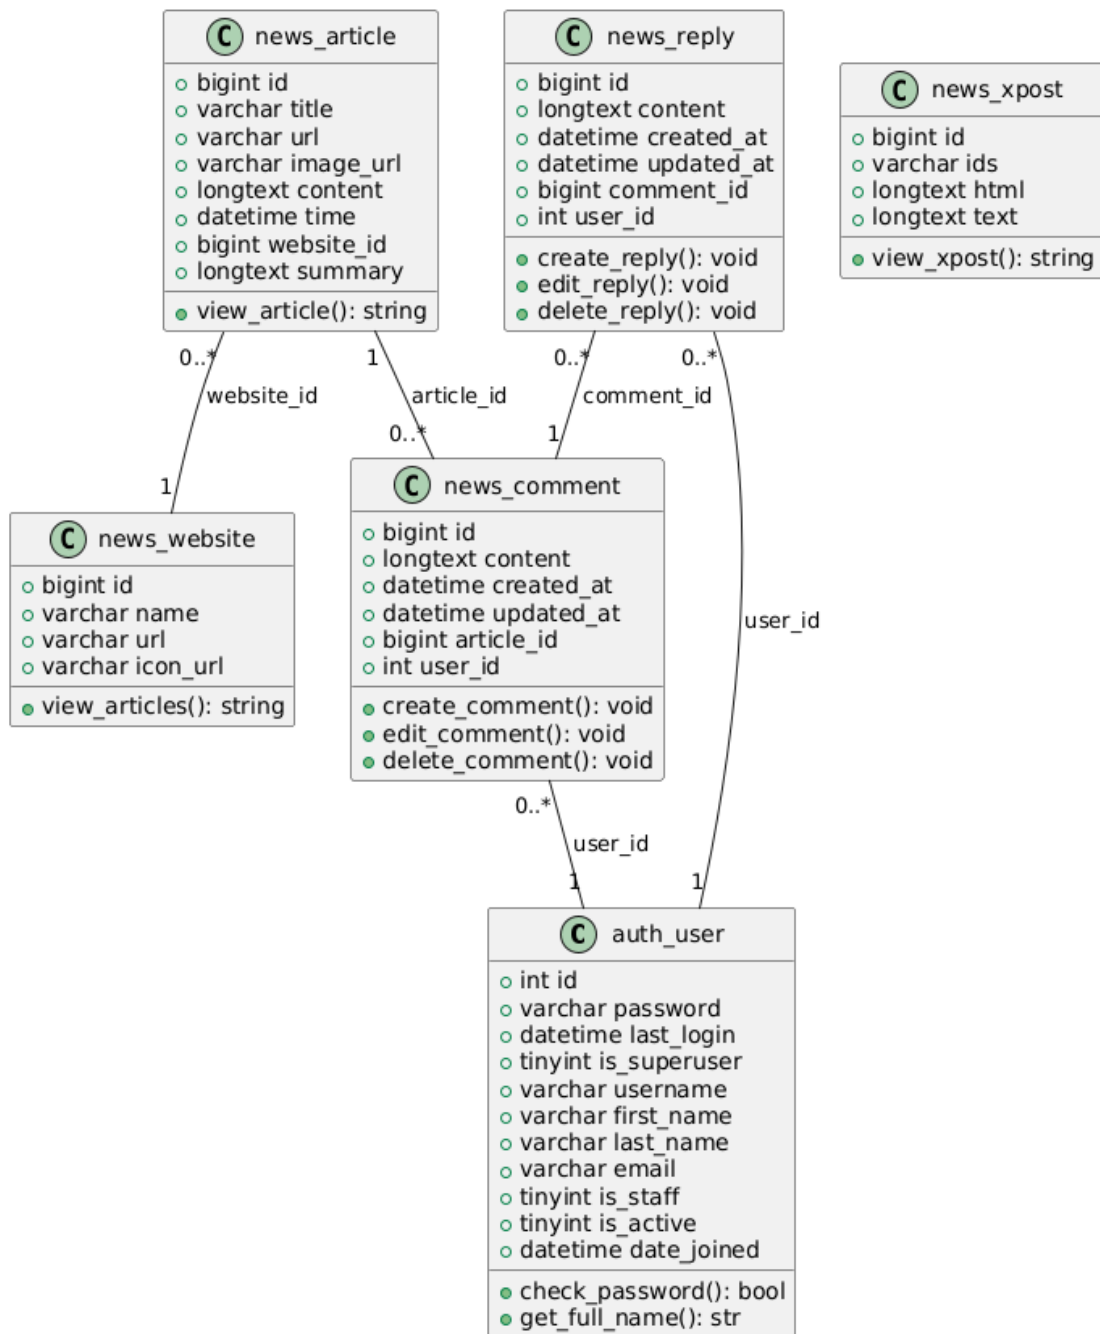 C news_article
+ bigint id
+ varchar title
+ varchar url
+ varchar image_url
+ longtext content
+ datetime time
+ bigint website_id
+ longtext summary
view_article(): string
C news_reply
bigint id
longtext content
datetime created_at
datetime updated_at
bigint comment_id
int user_id
create_reply(): void
edit_reply(): void
delete_reply(): void
C news_xpost
bigint id
varchar ids
longtext html
longtext text
view_xpost(): string
0..*
1
0..*
0..*
website_id
article_id
comment_id
0..*
1
1
C news_website
bigint id
varchar name
varchar url
varchar icon_url
view_articles(): string
C news_comment
bigint id
longtext content
datetime created_at
datetime updated_at
bigint article_id
int user_id
create_comment(): void
edit_comment(): void
delete_comment(): void
user_id
0..*
user_id
1
1
C auth_user
int id
varchar password
datetime last_login
tinyint is_superuser
varchar username
varchar first_name
varchar last_name
varchar email
tinyint is_staff
tinyint is_active
datetime date_joined
check_password(): bool
get_full_name(): str